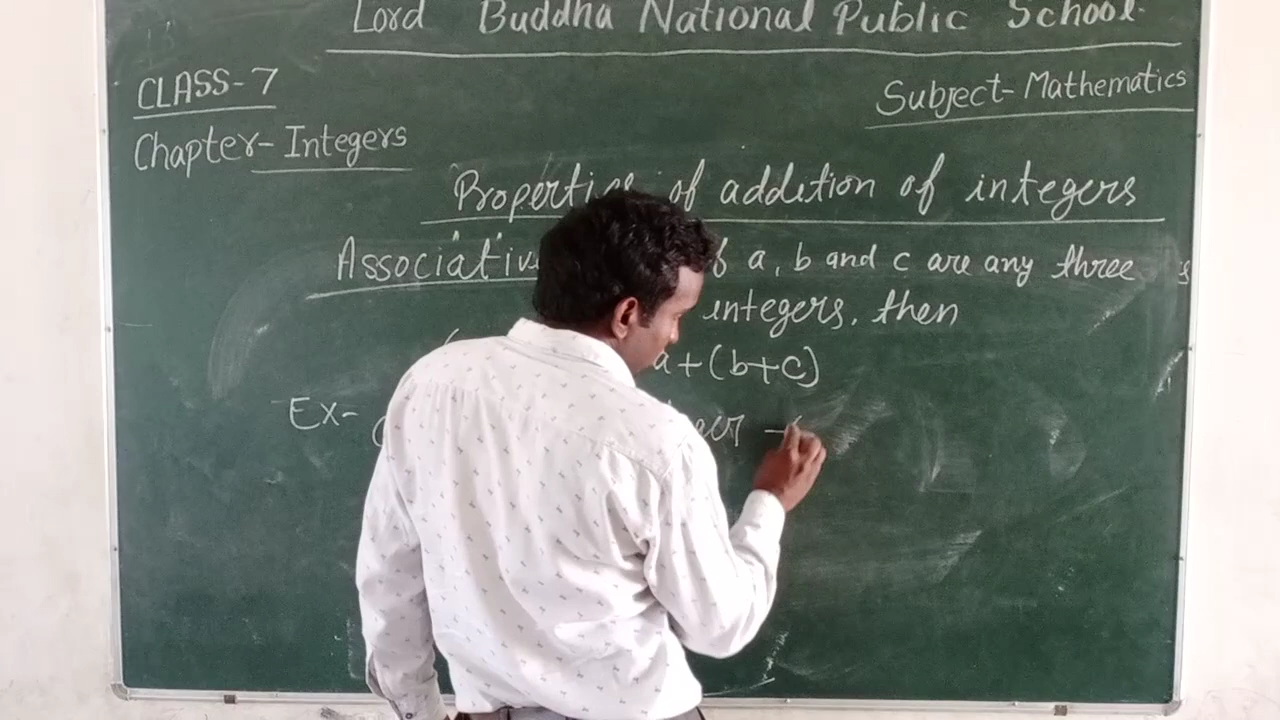 Lord Buddha National Public School.
CLASS-7
Subject-Mathematics
Chapter-Integers
Properties of addition of integers
Associative a, b and c are any three
integers, then
a+(b+c)
Ex-